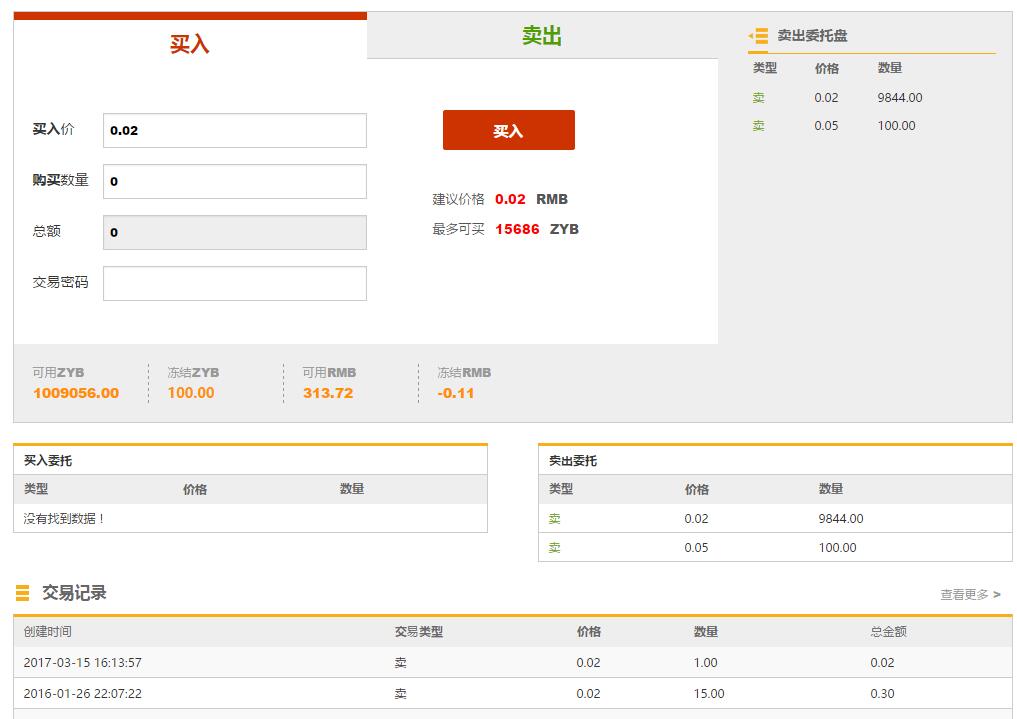 买入
卖出
买入价 0.02
购买数量 0
总额 0
交易密码
买入
建议价格 0.02 RMB
最多可买 15686 ZYB
卖出委托盘
类型 价格 数量
卖 0.02 9844.00
卖 0.05 100.00
可用ZYB 冻结ZYB 可用RMB 冻结RMB
1009056.00 100.00 313.72 -0.11
买入委托
类型 价格 数量
没有找到数据！
卖出委托
类型 价格 数量
卖 0.02 9844.00
卖 0.05 100.00
交易记录 查看更多 >
创建时间 交易类型 价格 数量 总金额
2017-03-15 16:13:57 卖 0.02 1.00 0.02
2016-01-26 22:07:22 卖 0.02 15.00 0.30